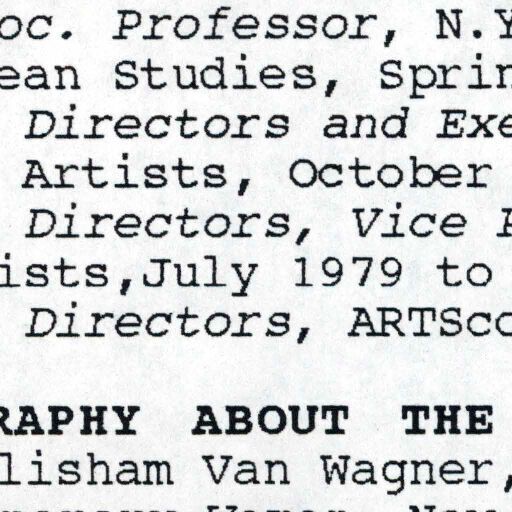 oc. Professor, N.Y
ean Studies, Sprin
Directors and Exe
Artists, October
Directors, Vice P
ists,July 1979 to
Directors, ARTSco
RAPHY ABOUT THE
lisham Van Wagner,